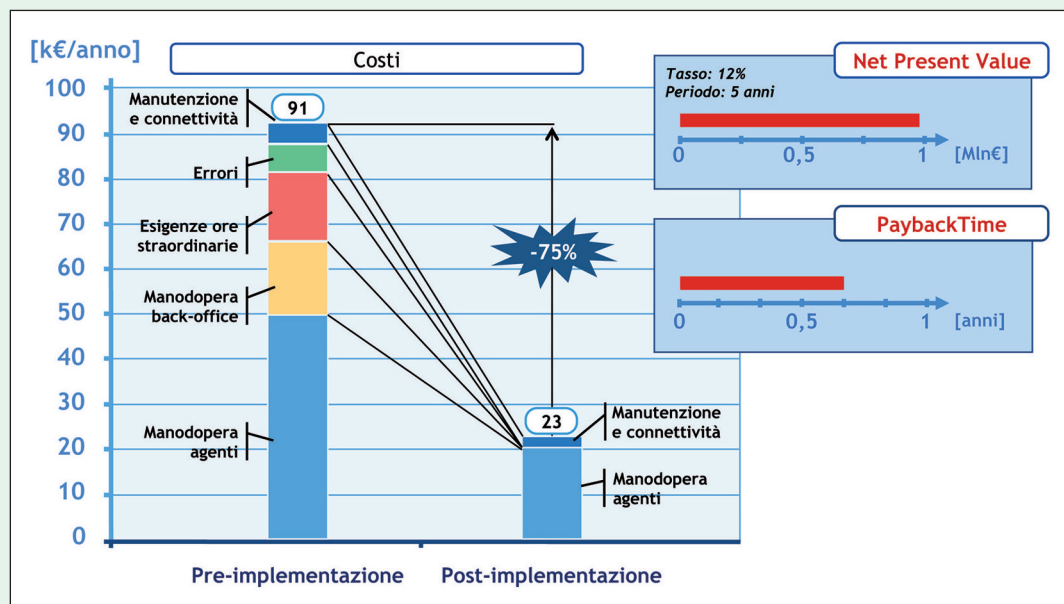 [k€/anno]
Costi
100
90
80
70
60
50
40
30
20
10
0
Manutenzione
e connettività
Errori
Esigenze ore
straordinarie
Manodopera
back-office
Manodopera
agenti
91
-75%
23
Manutenzione
e connettività
Manodopera
agenti
Pre-implementazione
Post-implementazione
Net Present Value
Tasso: 12%
Periodo: 5 anni
0 0,5 1 [Mln€]
PaybackTime
0 0,5 1 [anni]